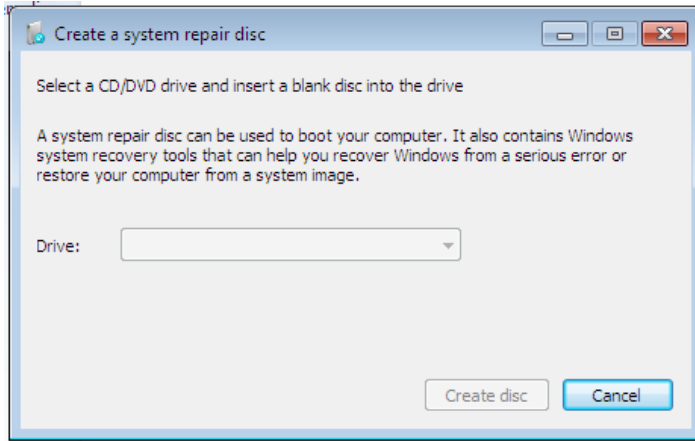 Create a system repair disc
Select a CD/DVD drive and insert a blank disc into the drive
A system repair disc can be used to boot your computer. It also contains Windows
system recovery tools that can help you recover Windows from a serious error or
restore your computer from a system image.
Drive:
Create disc
Cancel